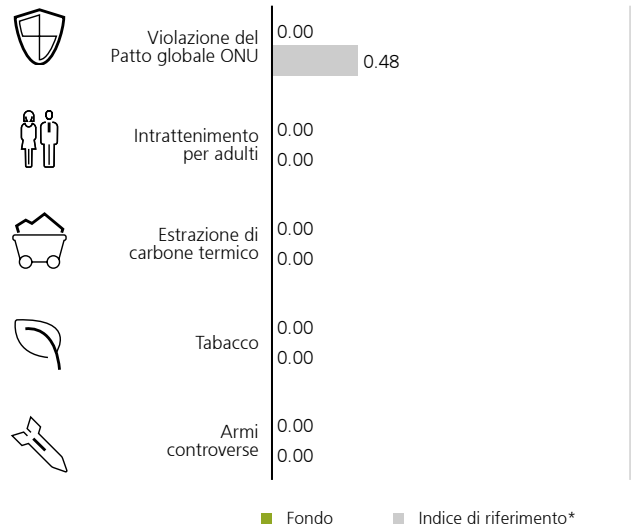 Violazione del
Patto globale ONU
0.00
0.48
Intrattenimento
per adulti
0.00
0.00
Estrazione di
carbone termico
0.00
0.00
Tabacco
0.00
0.00
Armi
controverse
0.00
0.00
Fondo
Indice di riferimento*